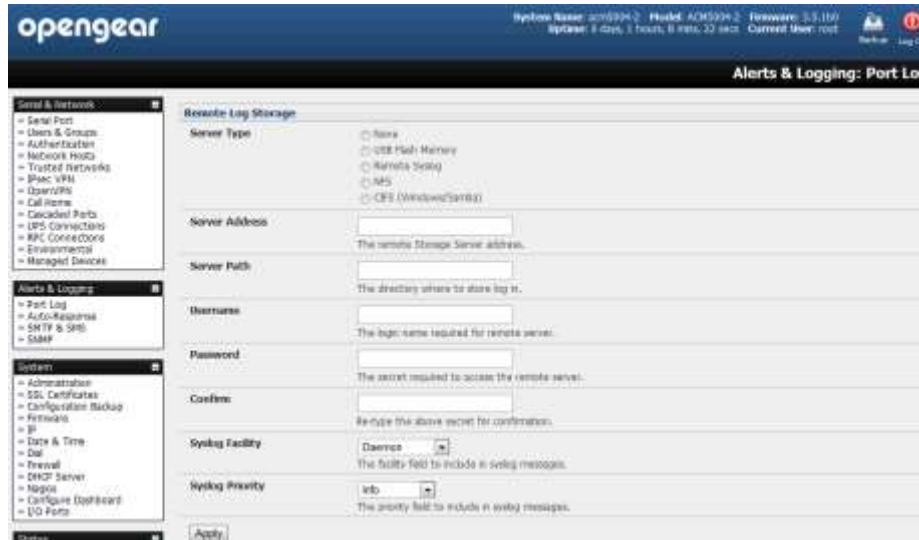 opengear
System Name: acm5004-2 Model: ACM5004-2 Firmware: 3.5.1b0
Uptime: 8 days, 1 hours, 8 mins, 32 secs Current User: root
Backup
Log
Alerts & Logging: Port Lo
Serial & Network
Serial Port
Users & Groups
Authentication
Network Hosts
Trusted Networks
IPsec VPN
OpenVPN
Call Home
Cascaded Ports
UPS Connections
RPC Connections
Environmental
Managed Devices
Alerts & Logging
Port Log
Auto-Response
SMTP & SMS
SNMP
System
Administration
SSL Certificates
Configuration Backup
Firmware
IP
Date & Time
Dial
Firewall
DHCP Server
Nagios
Configure Dashboard
I/O Ports
Status
Remote Log Storage
Server Type
None
USB Flash Memory
Remote Syslog
NFS
CIFS (Windows/Samba)
Server Address
The remote Storage Server address.
Server Path
The directory where to store log in.
Username
The login name required for remote server.
Password
The secret required to access the remote server.
Confirm
Re-type the above secret for confirmation.
Syslog Facility
Daemon
The facility field to include in syslog messages.
Syslog Priority
Info
The priority field to include in syslog messages.
Apply